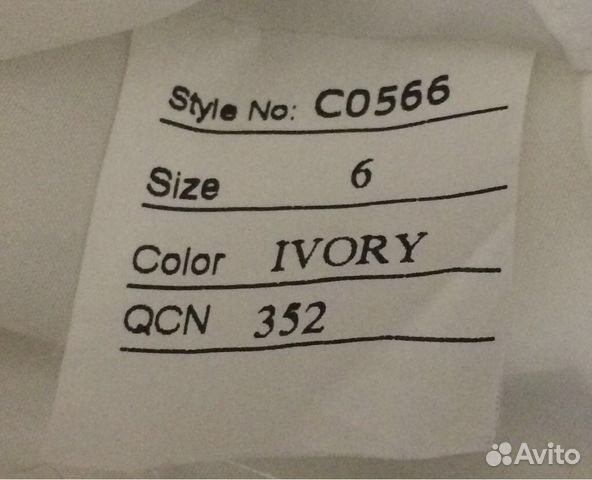 Style No: C0566
Size 6
Color IVORY
QCN 352
Avito